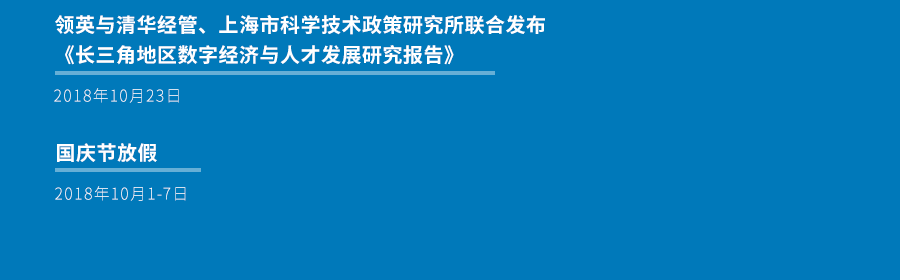 领英与清华经管、上海市科学技术政策研究所联合发布
《长三角地区数字经济与人才发展研究报告》
2018年10月23日
国庆节放假
2018年10月1-7日